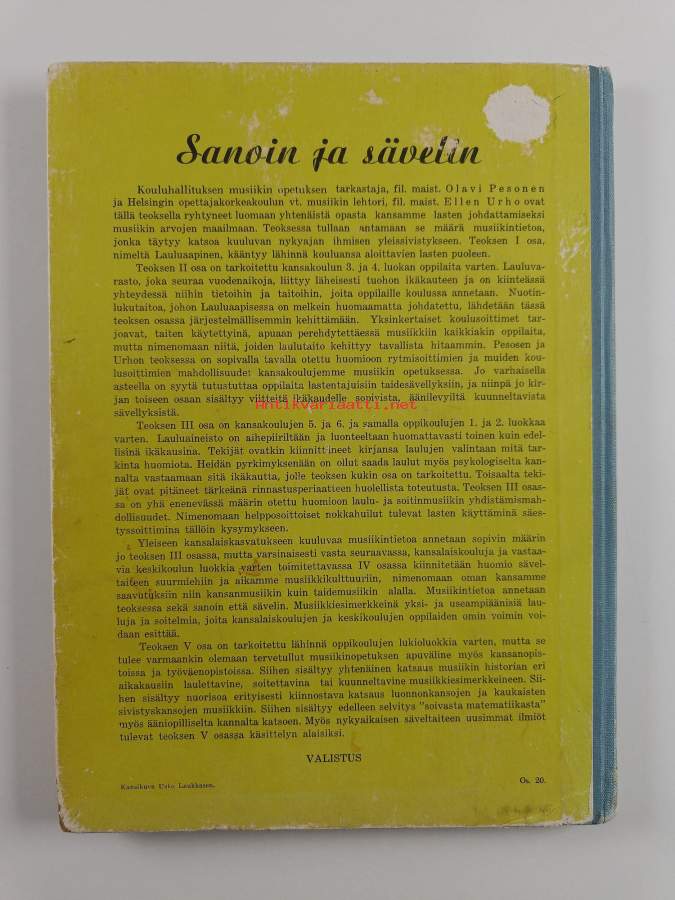 Sanoin ja sävelin
Kouluhallituksen musiikin opetuksen tarkastaja, fil. maist. Olavi Pesonen
ja Helsingin opettajakorkeakoulun vt. musiikin lehtori, fil. maist. Ellen Urho ovat
tällä teoksella ryhtyneet luomaan yhtenäistä opasta kansamme lasten johdattamiseksi
musiikin arvojen maailmaan. Teoksessa tullaan antamaan se määrä musiikintietoa,
jonka täytyy katsoa kuuluvan nykyajan ihmisen yleissivistykseen. Teoksen I osa,
nimeltä Lauluaapinen, kääntyy lähinnä kouluansa aloittavien lasten puoleen.
Teoksen II osa on tarkoitettu kansakoulun 3. ja 4. luokan oppilaita varten. Lauluva-
rasto, joka seuraa vuodenaikoja, liittyy läheisesti tuohon ikäkauteen ja on kiinteässä
yhteydessä niihin tietoihin ja taitoihin, joita oppilaille koulussa annetaan. Nuotin-
lukutaitoa, johon Lauluaapisessa on melkein huomaamatta johdatettu, lähdetään tässä
teoksen osassa järjestelmällisemmin kehittämään. Yksinkertaiset koulusoittimet tar-
joavat, taiten käytettyinä, apuaan perehdytettäessä musiikkiin kaikkiakin oppilaita,
mutta nimenomaan niitä, joiden laulutaito kehittyy tavallista hitaammin. Pesosen ja
Urhon teoksessa on sopivalla tavalla otettu huomioon rytmisoittimien ja muiden kou-
lusoittimien mahdollisuudet kansakoulujemme musiikin opetuksessa. Jo varhaisella
asteella on syytä tutustuttaa oppilaita lastentajuisiin taidesävellyksiin, ja niinpä jo kir-
jan toiseen osaan sisältyy viitteitä ikäkaudelle sopivista, äänilevyiltä kuunneltavista
sävellyksistä.
Antikvariaatti.net
Teoksen III osa on kansakoulujen 5. ja 6. ja samalla oppikoulujen 1. ja 2. luokkaa
varten. Lauluaineisto on aihepiiriltään ja luonteeltaan huomattavasti toinen kuin edel-
lisinä ikäkausina. Tekijät ovatkin kiinnittäneet kirjansa laulujen valintaan mitä tar-
kinta huomiota. Heidän pyrkimyksenään on ollut saada laulut myös psykologiselta kan-
nalta vastaamaan sitä ikäkautta, jolle teoksen kukin osa on tarkoitettu. Toisaalta teki-
jät ovat pitäneet tärkeänä rinnastusperiaatteen huolellista toteutusta. Teoksen III osas-
sa on yhä enenevässä määrin otettu huomioon laulu- ja soitinmusiikin yhdistämismah-
dollisuudet. Nimenomaan helpposoittoiset nokkahuilut tulevat lasten käyttäminä säes-
tyssoittimina tällöin kysymykseen.
Yleiseen kansalaiskasvatukseen kuuluvaa musiikintietoa annetaan sopivin määrin
jo teoksen III osassa, mutta varsinaisesti vasta seuraavassa, kansalaiskouluja ja vastaa-
via keskikoulun luokkia varten toimitettavassa IV osassa kiinnitetään huomio sävel-
taiteen suurmiehiin ja aikamme musiikkikulttuuriin, nimenomaan oman kansamme
saavutuksiin niin kansanmusiikin kuin taidemusiikin alalla. Musiikintietoa annetaan
teoksessa sekä sanoin että sävelin. Musiikkiesimerkkeinä yksi- ja useampiäänisiä lau-
luja ja soitelmia, joita kansalaiskoulujen ja keskikoulujen oppilaiden omin voimin voi-
daan esittää.
Teoksen V osa on tarkoitettu lähinnä oppikoulujen lukioluokkia varten, mutta se
tulee varmaankin olemaan tervetullut musiikinopetuksen apuväline myös kansanopis-
toissa ja työväenopistoissa. Siihen sisältyy yhtenäinen katsaus musiikin historian eri
aikakausiin laulettavine, soitettavina tai kuunneltavine musiikkiesimerkkeineen. Sii-
hen sisältyy nuorisoa erityisesti kiinnostava katsaus luonnonkansojen ja kaukaisten
sivistyskansojen musiikkiin. Siihen sisältyy edelleen selvitys "soivasta matematiikasta"
myös ääniopilliselta kannalta katsoen. Myös nykyaikaisen säveltaiteen uusimmat ilmiöt
tulevat teoksen V osassa käsittelyn alaisiksi.
VALISTUS
Kansikuva Usko Laukkanen.
Os. 20.